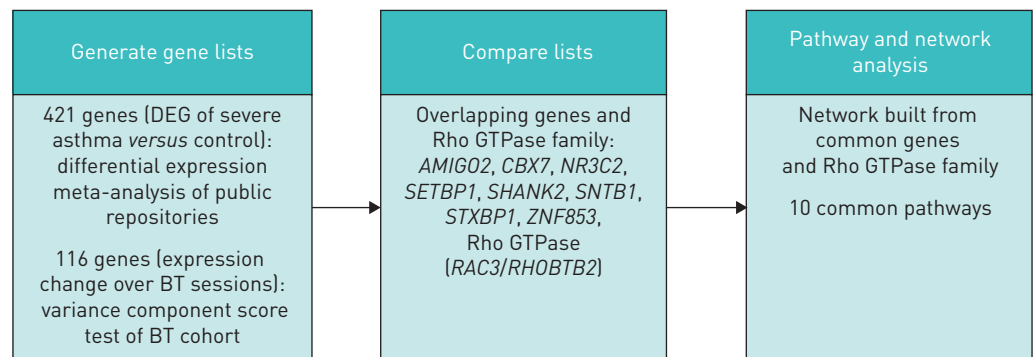 Generate gene lists
421 genes (DEG of severe
asthma versus control):
differential expression
meta-analysis of public
repositories
116 genes (expression
change over BT sessions):
variance component score
test of BT cohort
Compare lists
Overlapping genes and
Rho GTPase family:
AMIGO2, CBX7, NR3C2,
SETBP1, SHANK2, SNTB1,
STXBP1, ZNF853,
Rho GTPase
(RAC3/RHOBTB2)
Pathway and network
analysis
Network built from
common genes
and Rho GTPase family
10 common pathways